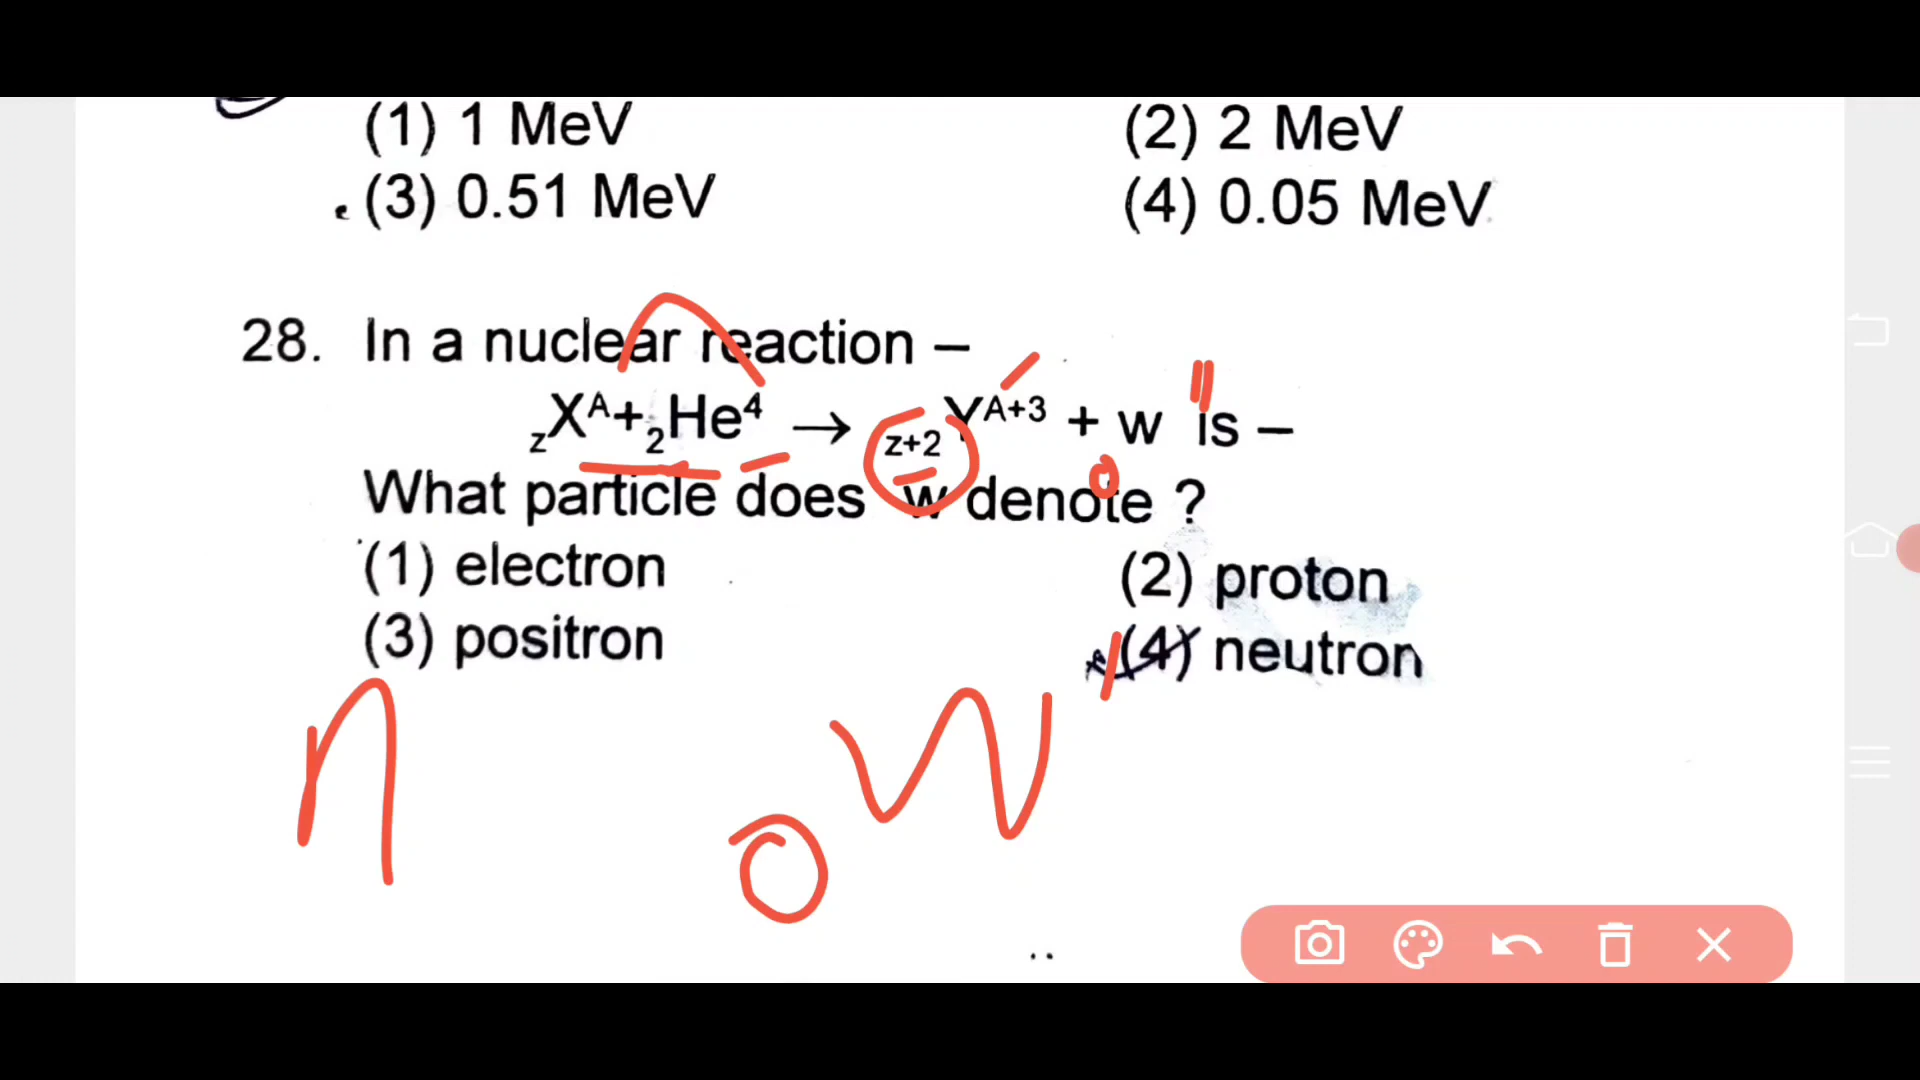 (1) 1 MeV (2) 2 MeV
(3) 0.51 MeV (4) 0.05 MeV
28. In a nuclear reaction –
zXᴬ+₂He⁴ → z+2Yᴬ⁺³ + w is –
What particle does w denote ?
(1) electron (2) proton
(3) positron (4) neutron
n
0 W